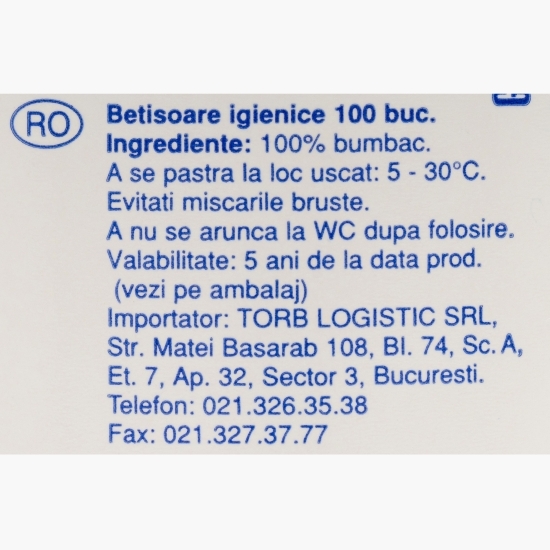 RO
Betisoare igienice 100 buc.
Ingrediente: 100% bumbac.
A se pastra la loc uscat: 5 - 30°C.
Evitati miscarile bruste.
A nu se arunca la WC dupa folosire.
Valabilitate: 5 ani de la data prod.
(vezi pe ambalaj)
Importator: TORB LOGISTIC SRL,
Str. Matei Basarab 108, Bl. 74, Sc. A,
Et. 7, Ap. 32, Sector 3, Bucuresti.
Telefon: 021.326.35.38
Fax: 021.327.37.77